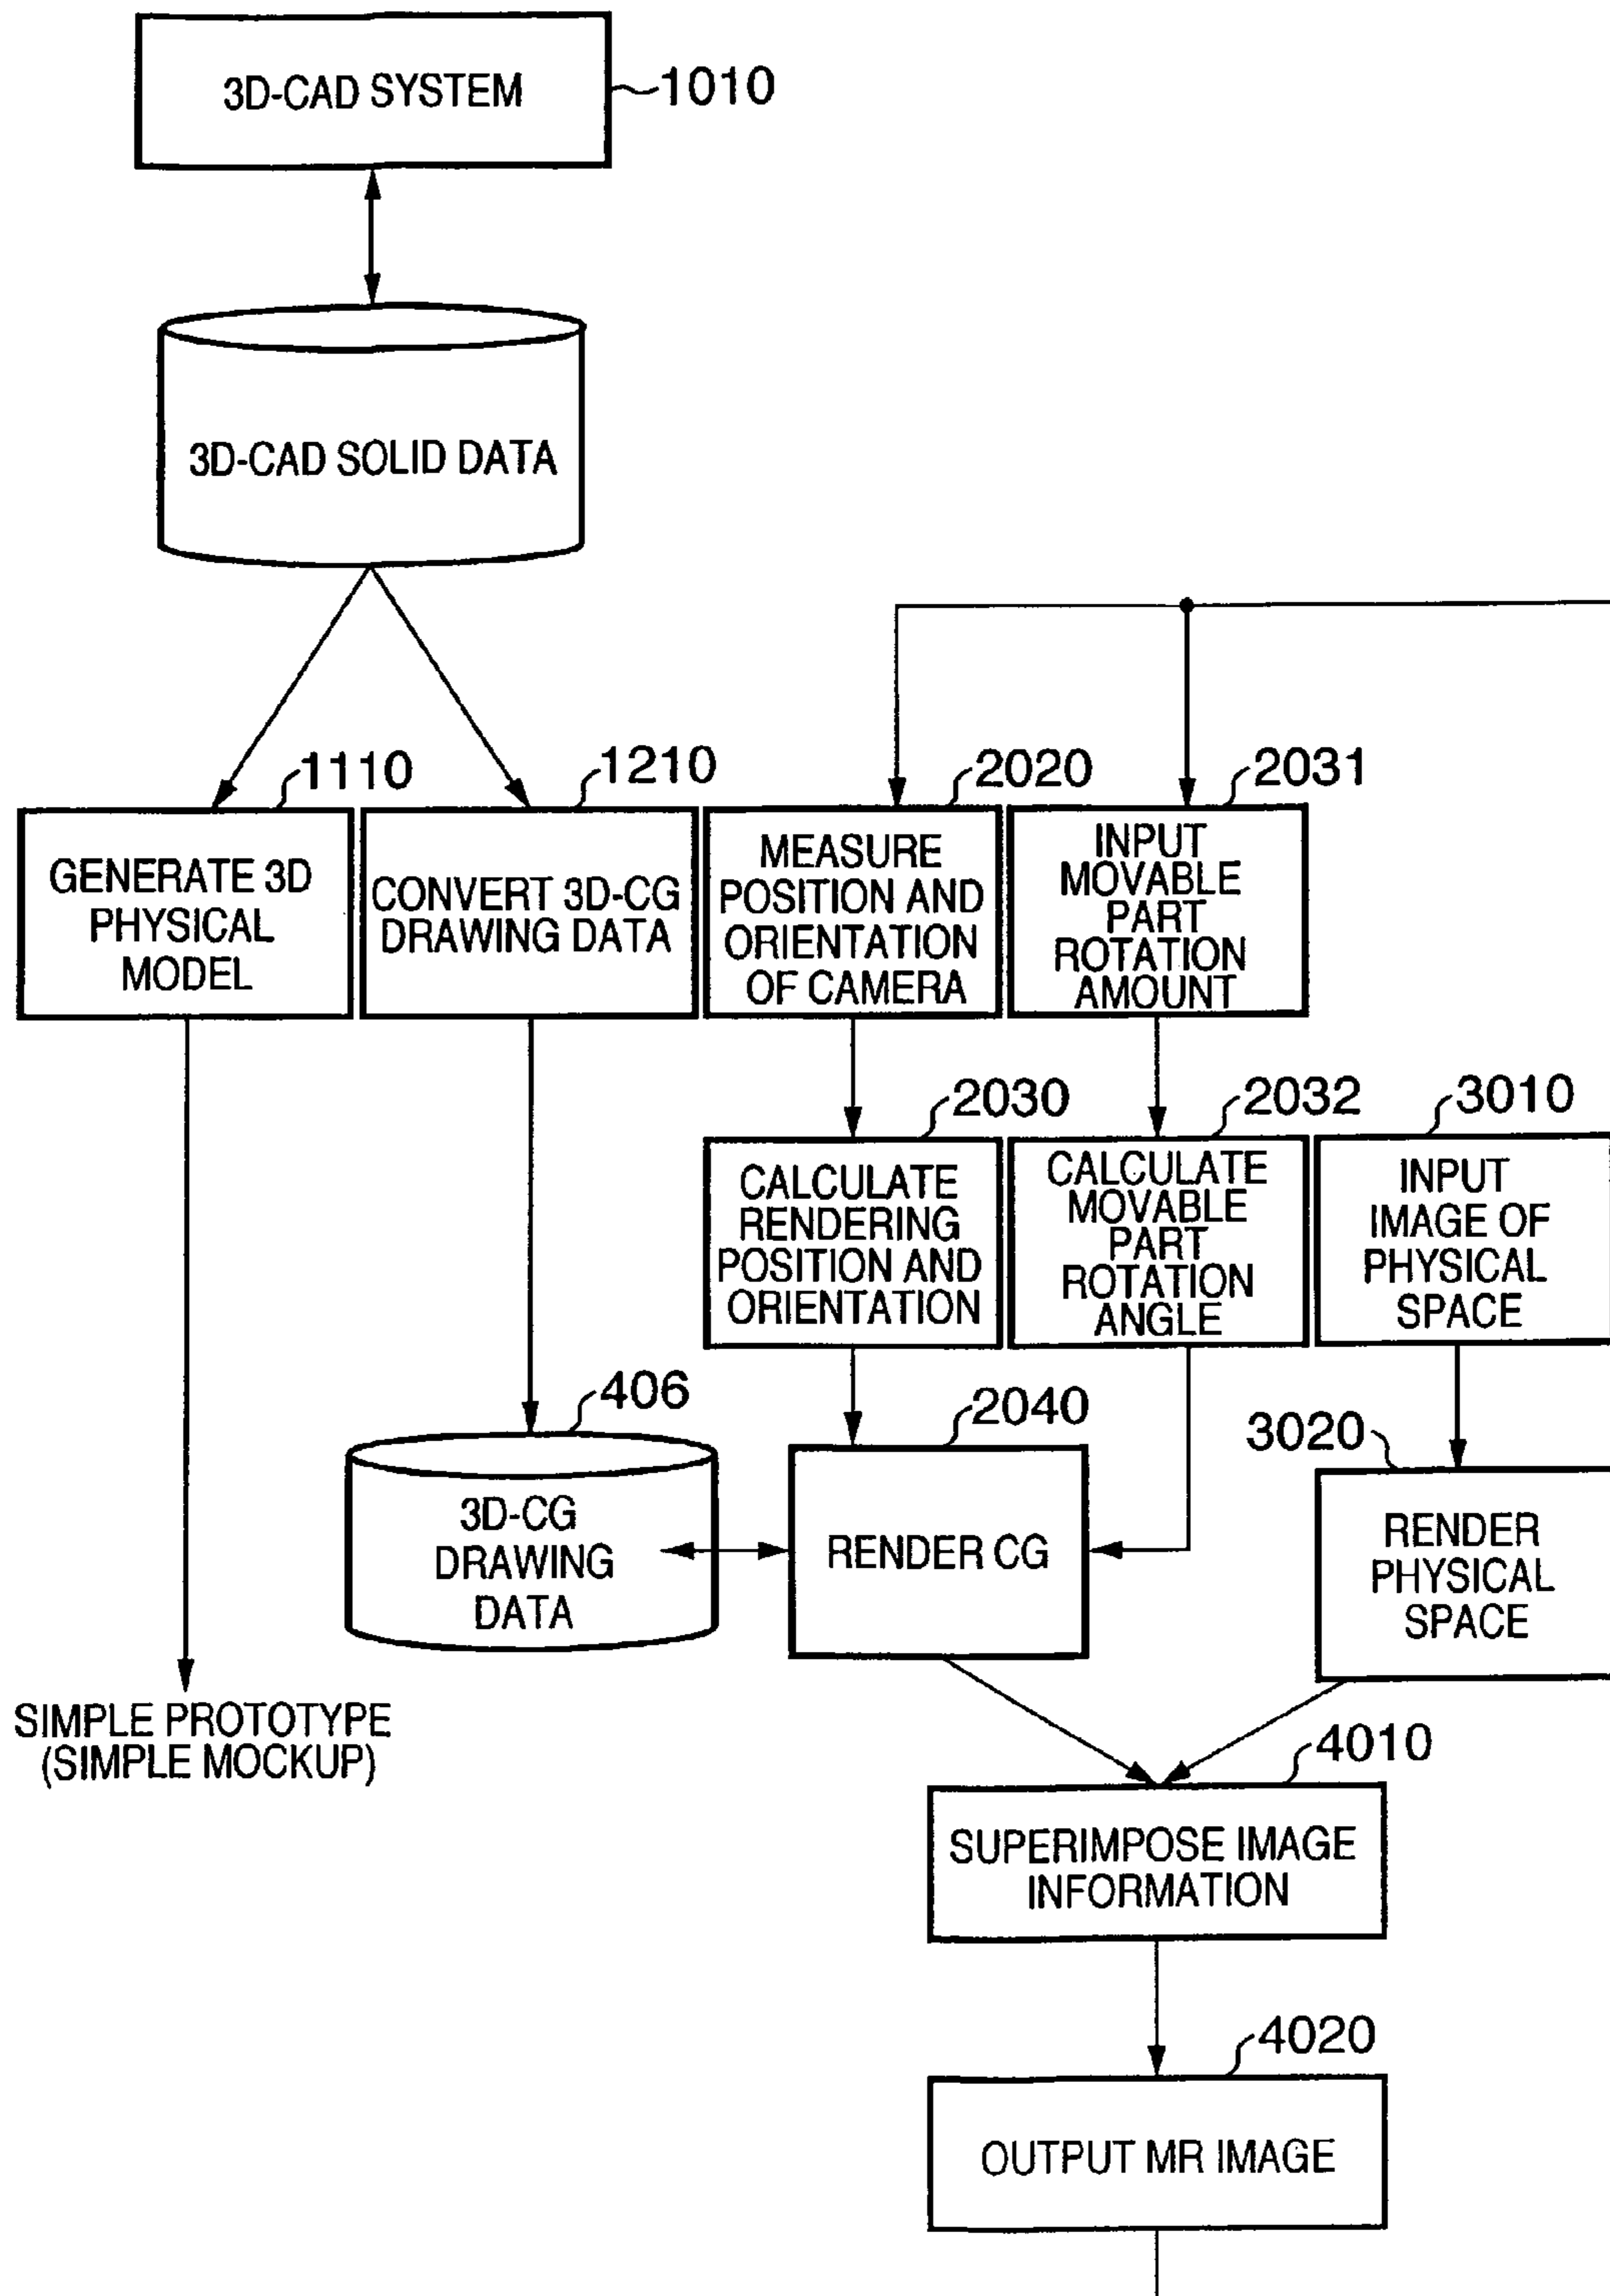 3D-CAD SYSTEM
1010
3D-CAD SOLID DATA
1110
GENERATE 3D
PHYSICAL
MODEL
1210
CONVERT 3D-CG
DRAWING DATA
2020
MEASURE
POSITION AND
ORIENTATION
OF CAMERA
2031
INPUT
MOVABLE
PART
ROTATION
AMOUNT
2030
CALCULATE
RENDERING
POSITION AND
ORIENTATION
2032
CALCULATE
MOVABLE
PART
ROTATION
ANGLE
3010
INPUT
IMAGE OF
PHYSICAL
SPACE
406
3D-CG
DRAWING
DATA
2040
RENDER CG
3020
RENDER
PHYSICAL
SPACE
SIMPLE PROTOTYPE
(SIMPLE MOCKUP)
4010
SUPERIMPOSE IMAGE
INFORMATION
4020
OUTPUT MR IMAGE